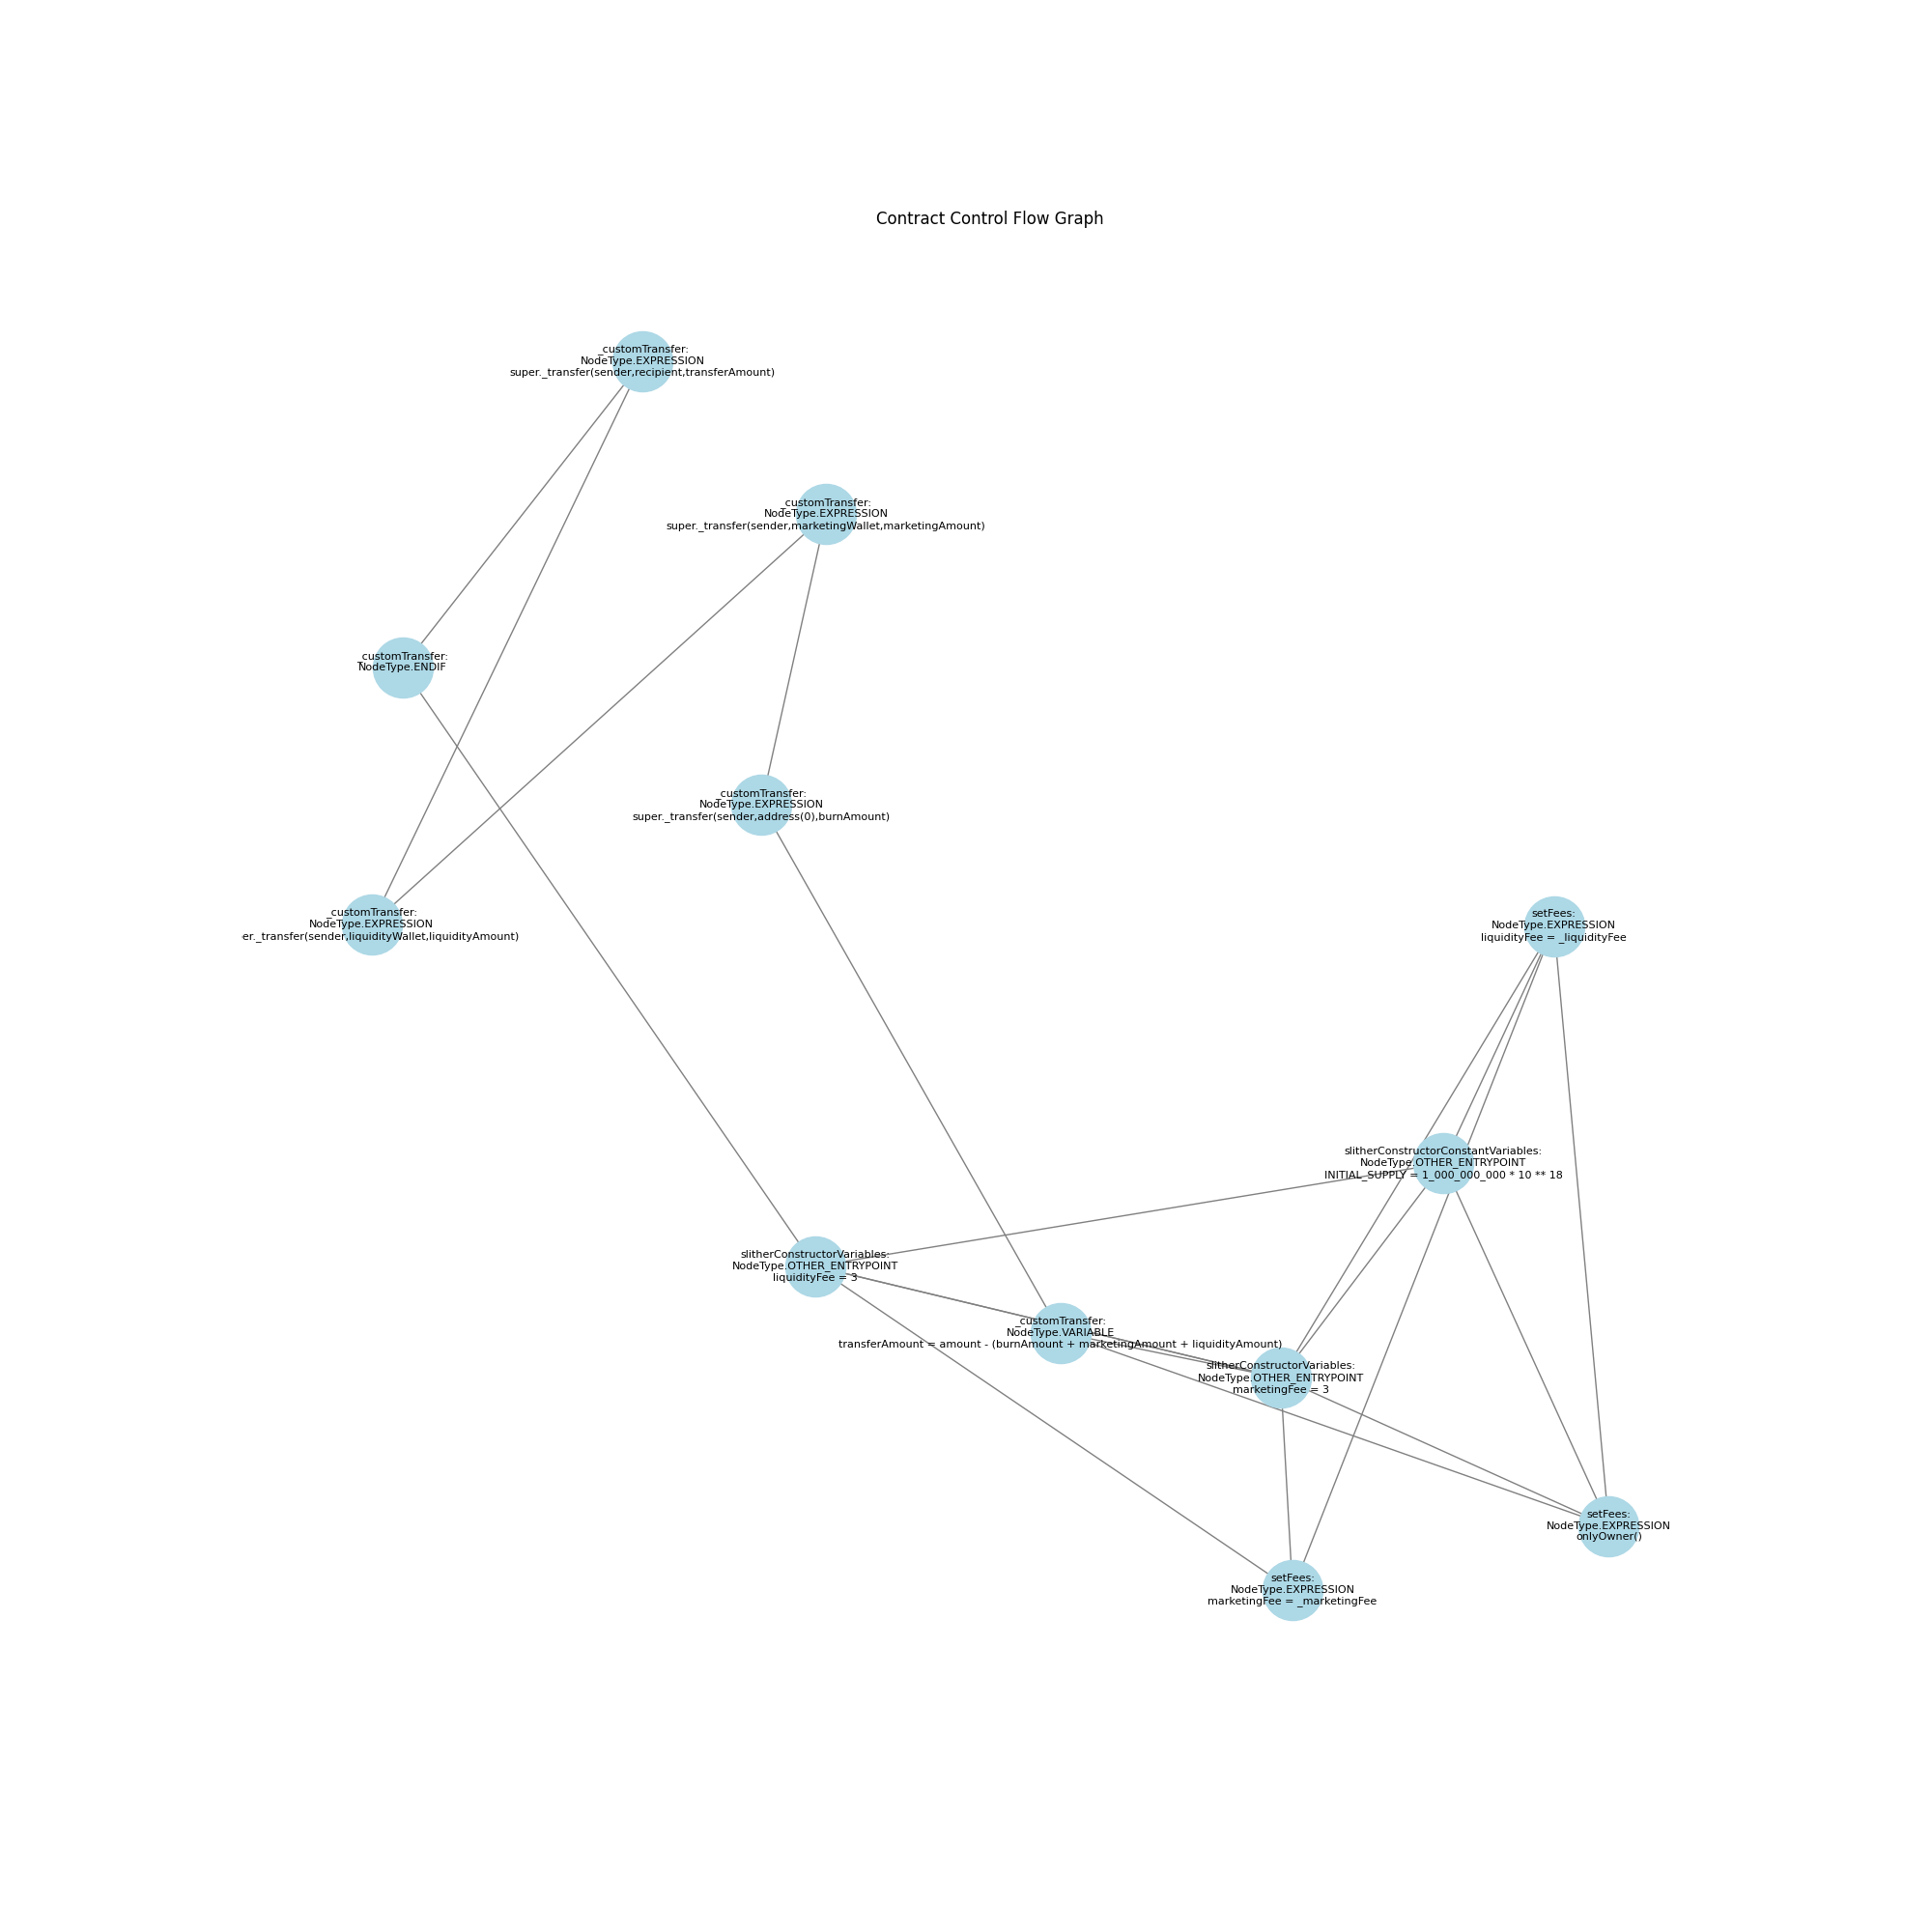 Contract Control Flow Graph
_customTransfer:
NodeType.EXPRESSION
super._transfer(sender,recipient,transferAmount)
_customTransfer:
NodeType.EXPRESSION
super._transfer(sender,marketingWallet,marketingAmount)
_customTransfer:
NodeType.ENDIF
_customTransfer:
NodeType.EXPRESSION
super._transfer(sender,address(0),burnAmount)
_customTransfer:
NodeType.EXPRESSION
er._transfer(sender,liquidityWallet,liquidityAmount)
setFees:
NodeType.EXPRESSION
liquidityFee = _liquidityFee
slitherConstructorConstantVariables:
NodeType.OTHER_ENTRYPOINT
INITIAL_SUPPLY = 1_000_000_000 * 10 ** 18
slitherConstructorVariables:
NodeType.OTHER_ENTRYPOINT
liquidityFee = 3
_customTransfer:
NodeType.VARIABLE
transferAmount = amount - (burnAmount + marketingAmount + liquidityAmount)
slitherConstructorVariables:
NodeType.OTHER_ENTRYPOINT
marketingFee = 3
setFees:
NodeType.EXPRESSION
onlyOwner()
setFees:
NodeType.EXPRESSION
marketingFee = _marketingFee